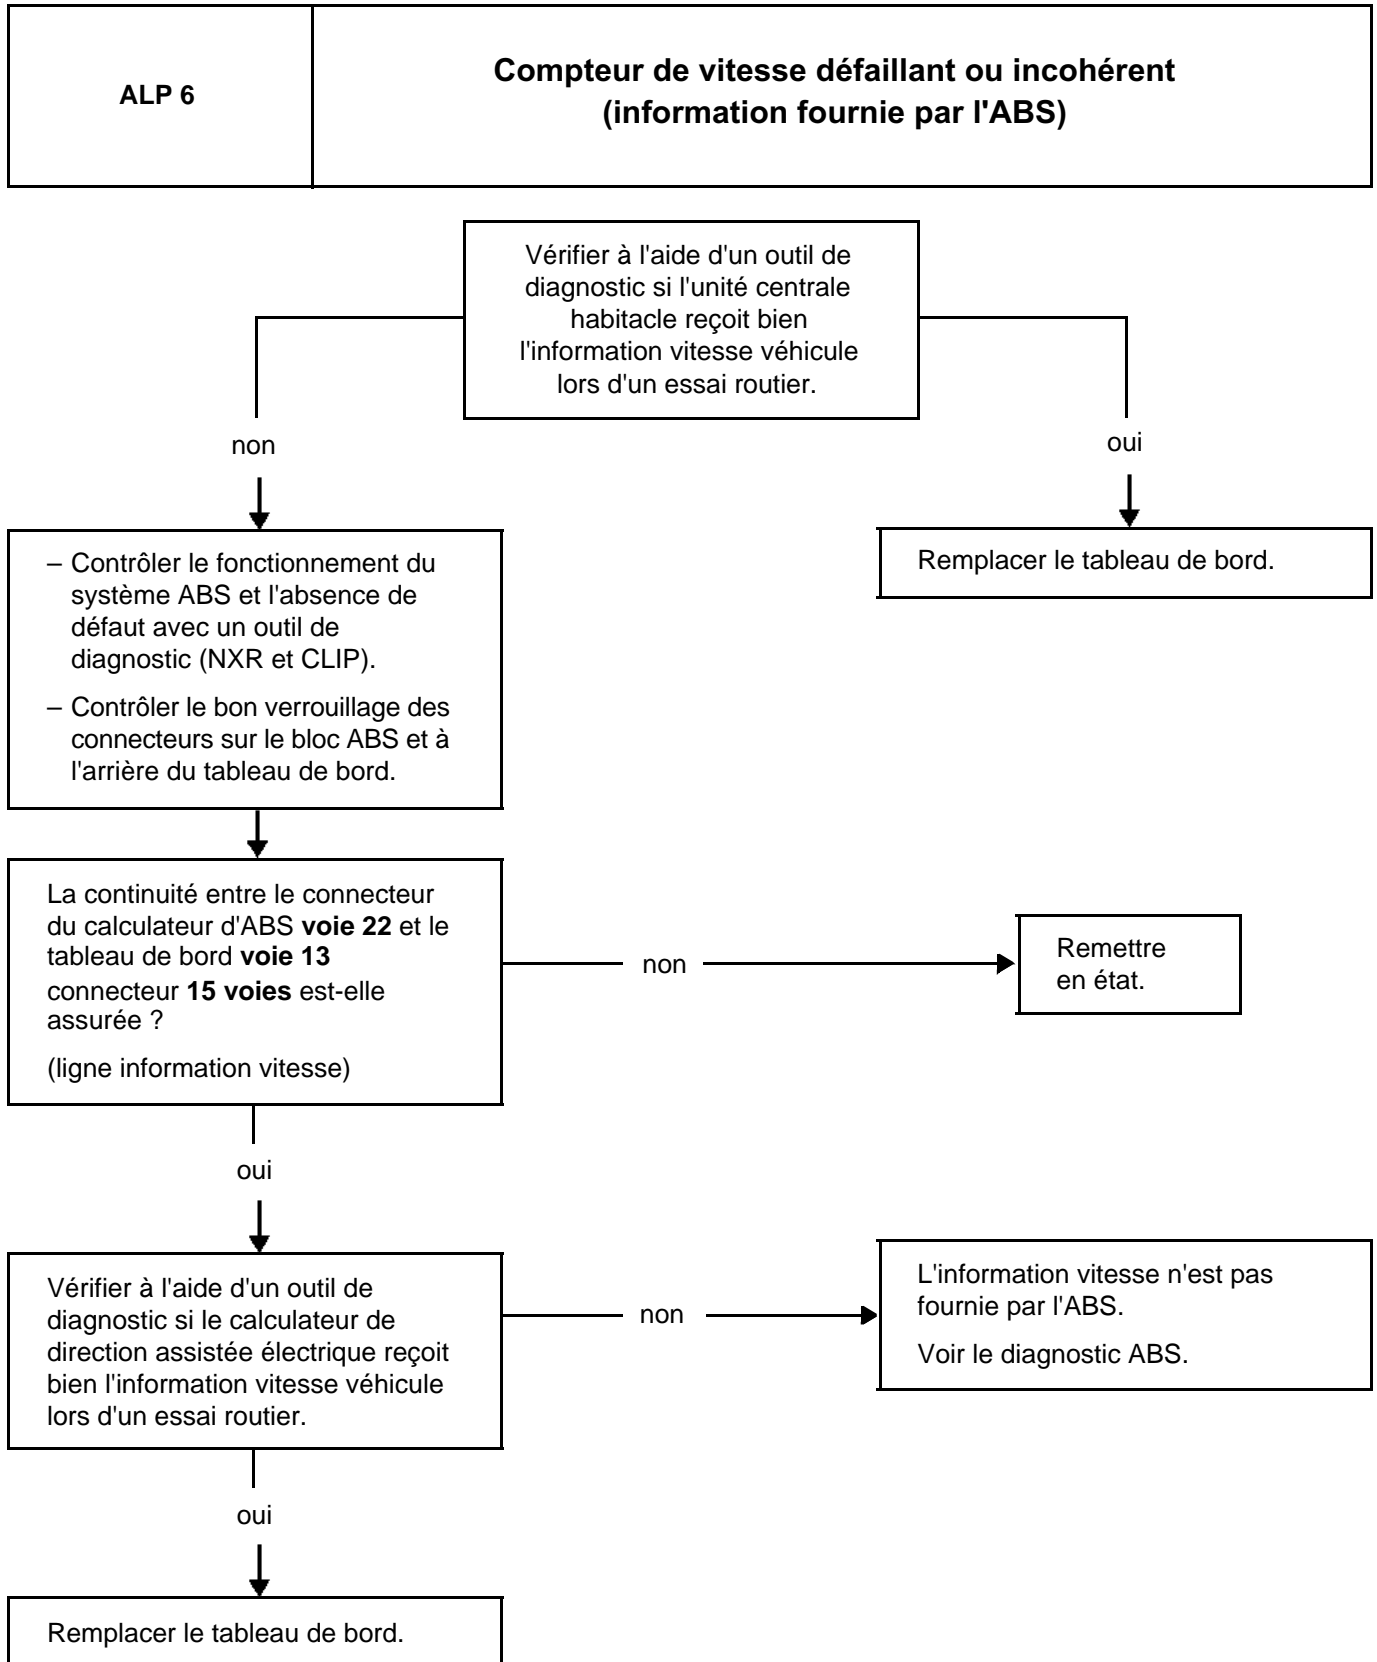 ALP 6
Compteur de vitesse défaillant ou incohérent
(information fournie par l'ABS)
Vérifier à l'aide d'un outil de
diagnostic si l'unité centrale
habitacle reçoit bien
l'information vitesse véhicule
lors d'un essai routier.
non
oui
– Contrôler le fonctionnement du
système ABS et l'absence de
défaut avec un outil de
diagnostic (NXR et CLIP).
– Contrôler le bon verrouillage des
connecteurs sur le bloc ABS et à
l'arrière du tableau de bord.
Remplacer le tableau de bord.
La continuité entre le connecteur
du calculateur d'ABS voie 22 et le
tableau de bord voie 13
connecteur 15 voies est-elle
assurée ?
(ligne information vitesse)
non
Remettre
en état.
oui
Vérifier à l'aide d'un outil de
diagnostic si le calculateur de
direction assistée électrique reçoit
bien l'information vitesse véhicule
lors d'un essai routier.
non
L'information vitesse n'est pas
fournie par l'ABS.
Voir le diagnostic ABS.
oui
Remplacer le tableau de bord.